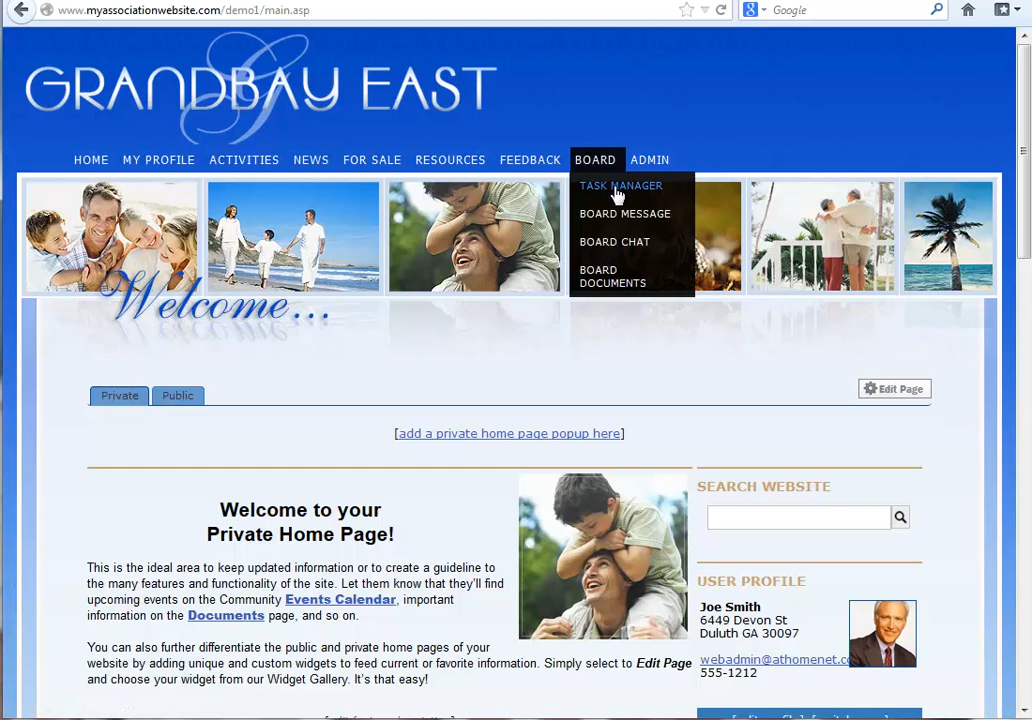 www.myassociationwebsite.com/demo1/main.asp
Google
GRANDBAY EAST
HOME MY PROFILE ACTIVITIES NEWS FOR SALE RESOURCES FEEDBACK BOARD ADMIN
TASK MANAGER
BOARD MESSAGE
BOARD CHAT
BOARD
DOCUMENTS
Welcome...
Private Public
Edit Page
[add a private home page popup here]
Welcome to your
Private Home Page!
This is the ideal area to keep updated information or to create a guideline to
the many features and functionality of the site. Let them know that they'll find
upcoming events on the Community Events Calendar, important
information on the Documents page, and so on.
You can also further differentiate the public and private home pages of your
website by adding unique and custom widgets to feed current or favorite information. Simply select to Edit Page
and choose your widget from our Widget Gallery. It's that easy!
SEARCH WEBSITE
USER PROFILE
Joe Smith
6449 Devon St
Duluth GA 30097
webadmin@athomenet.co
555-1212